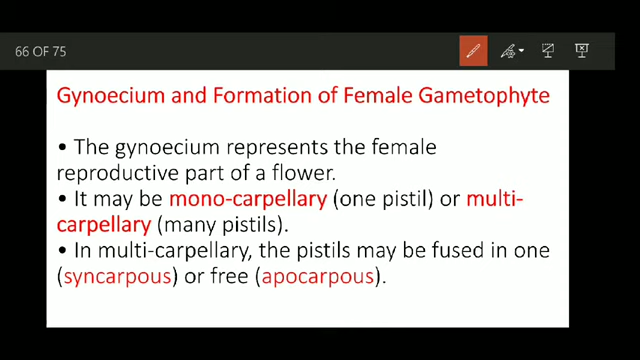 66 OF 75
Gynoecium and Formation of Female Gametophyte
• The gynoecium represents the female
reproductive part of a flower.
• It may be mono-carpellary (one pistil) or multi-
carpellary (many pistils).
• In multi-carpellary, the pistils may be fused in one
(syncarpous) or free (apocarpous).